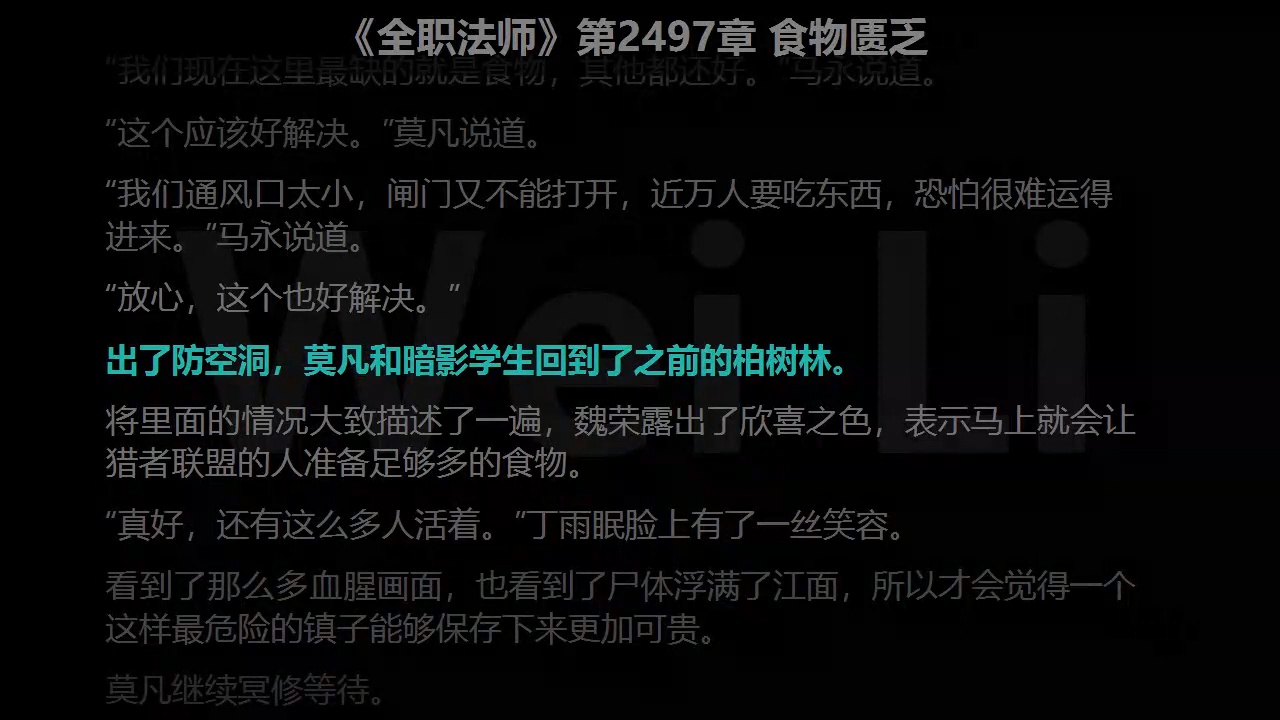 《全职法师》第2497章 食物匮乏
“我们现在这里最缺的就是食物，其他都还好。”马永说道。
“这个应该好解决。”莫凡说道。
“我们通风口太小，闸门又不能打开，近万人要吃东西，恐怕很难运得
进来。”马永说道。
“放心，这个也好解决。”
出了防空洞，莫凡和暗影学生回到了之前的柏树林。
将里面的情况大致描述了一遍，魏荣露出了欣喜之色，表示马上就会让
猎者联盟的人准备足够多的食物。
“真好，还有这么多人活着。”丁雨眠脸上有了一丝笑容。
看到了那么多血腥画面，也看到了尸体浮满了江面，所以才会觉得一个
这样最危险的镇子能够保存下来更加可贵。
莫凡继续冥修等待。
Wei Li